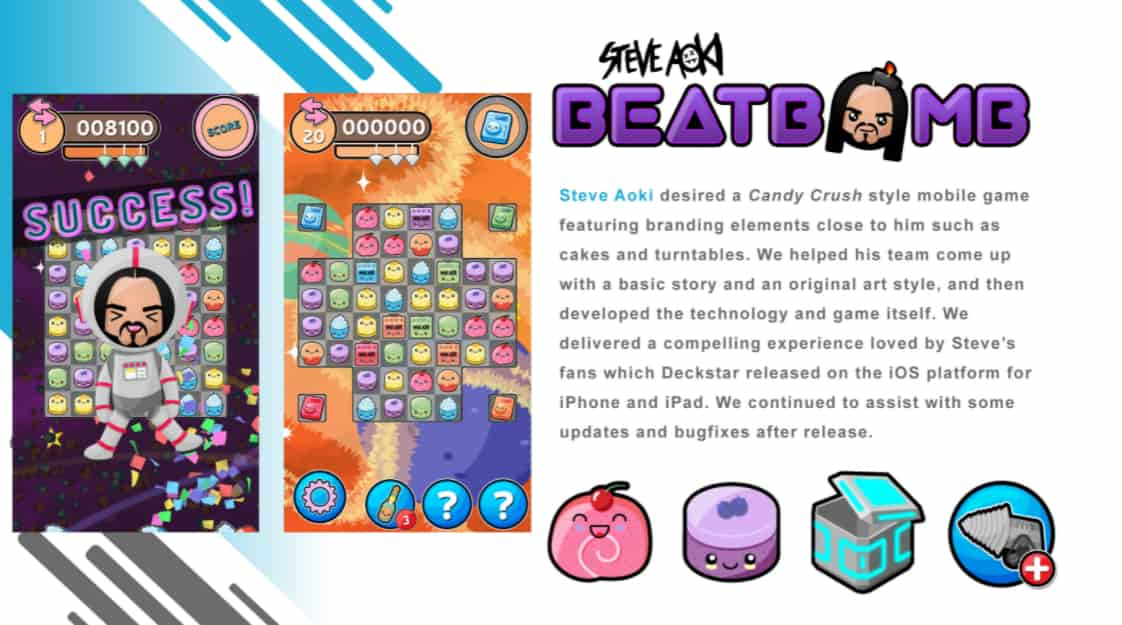 STEVE AOKI
BEATBOMB
1
008100
SCORE
SUCCESS!
20
000000
3
?
?
Steve Aoki desired a Candy Crush style mobile game
featuring branding elements close to him such as
cakes and turntables. We helped his team come up
with a basic story and an original art style, and then
developed the technology and game itself. We
delivered a compelling experience loved by Steve's
fans which Deckstar released on the iOS platform for
iPhone and iPad. We continued to assist with some
updates and bugfixes after release.